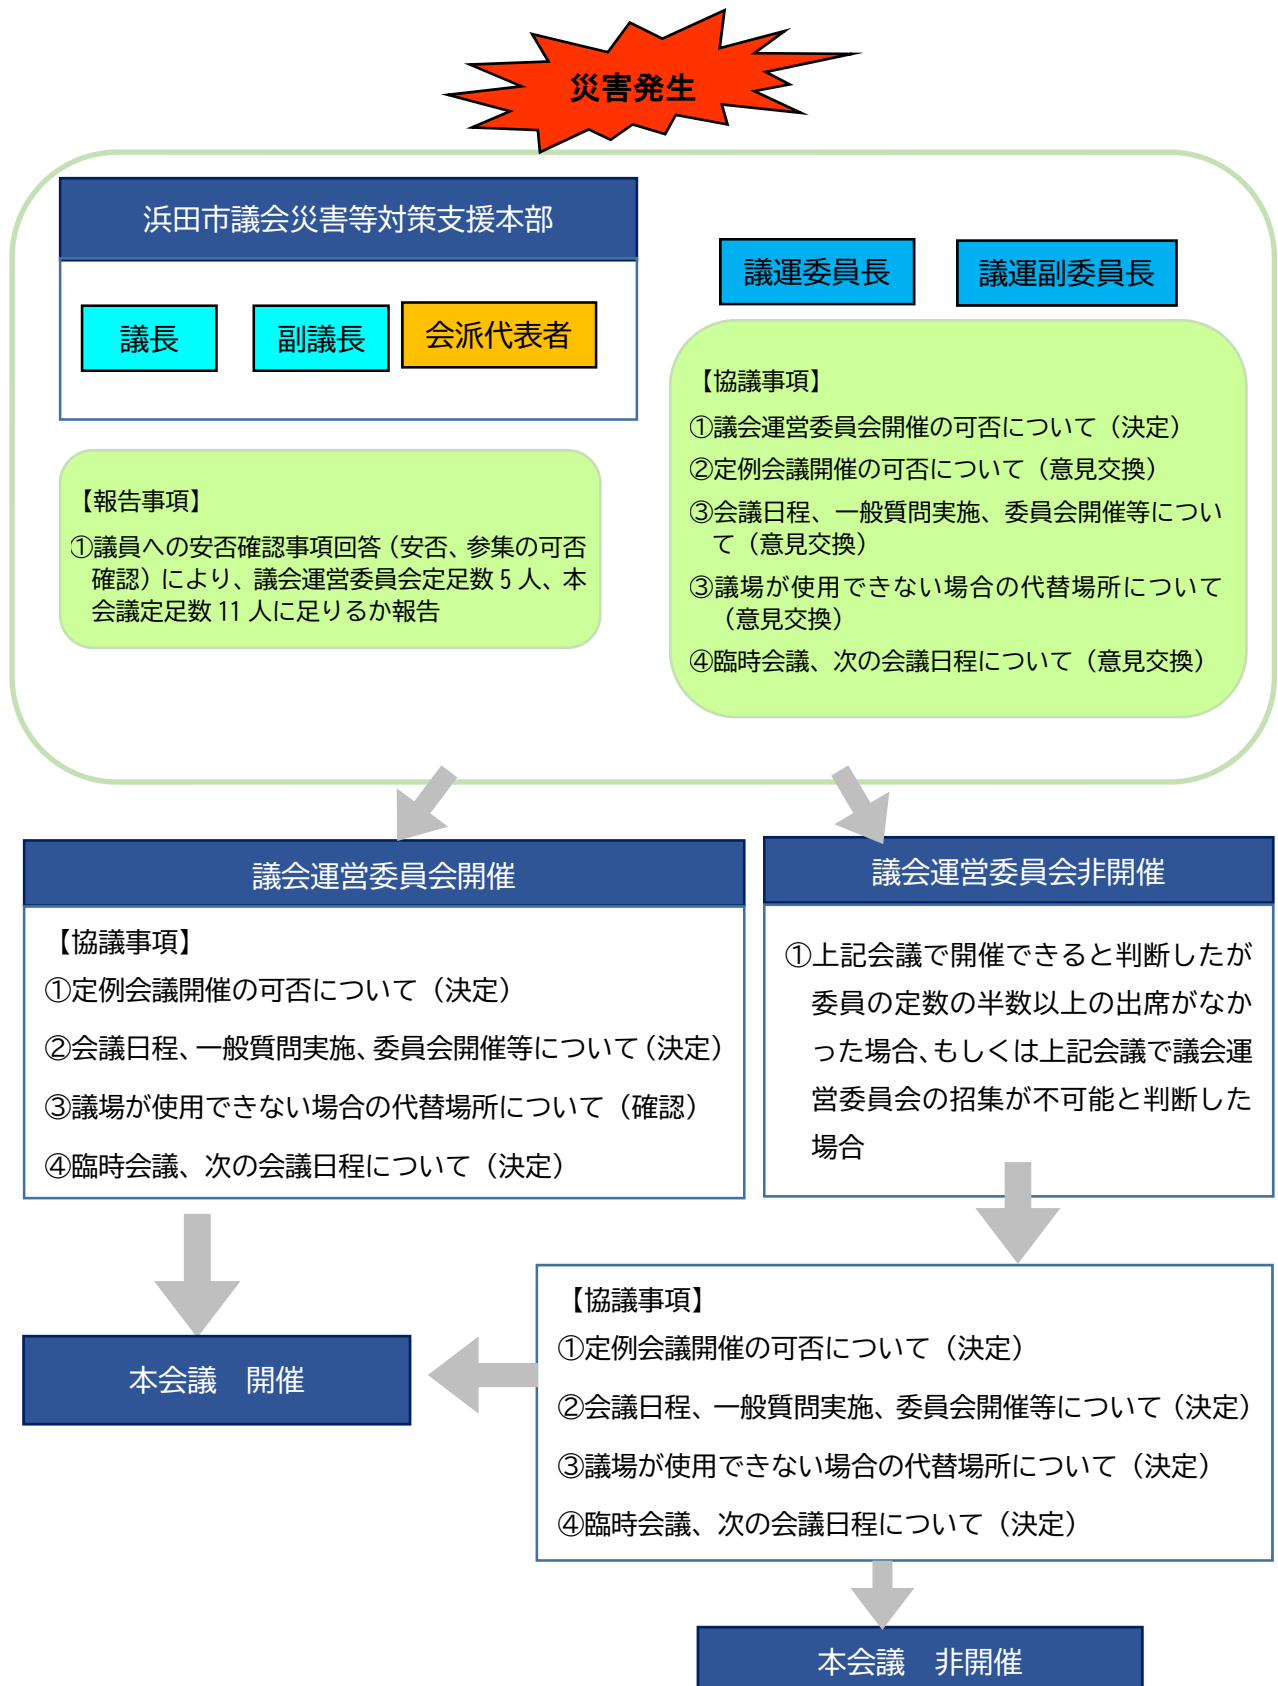 災害発生
浜田市議会災害等対策支援本部
議長
副議長
会派代表者
議運委員長
議運副委員長
【報告事項】
①議員への安否確認事項回答（安否、参集の可否
確認）により、議会運営委員会定足数５人、本
会議定足数 11 人に足りるか報告
【協議事項】
①議会運営委員会開催の可否について（決定）
②定例会議開催の可否について（意見交換）
③会議日程、一般質問実施、委員会開催等につい
て（意見交換）
③議場が使用できない場合の代替場所について
（意見交換）
④臨時会議、次の会議日程について（意見交換）
議会運営委員会開催
【協議事項】
①定例会議開催の可否について（決定）
②会議日程、一般質問実施、委員会開催等について（決定）
③議場が使用できない場合の代替場所について（確認）
④臨時会議、次の会議日程について（決定）
議会運営委員会非開催
①上記会議で開催できると判断したが
委員の定数の半数以上の出席がなか
った場合、もしくは上記会議で議会運
営委員会の招集が不可能と判断した
場合
【協議事項】
①定例会議開催の可否について（決定）
②会議日程、一般質問実施、委員会開催等について（決定）
③議場が使用できない場合の代替場所について（決定）
④臨時会議、次の会議日程について（決定）
本会議　開催
本会議　非開催